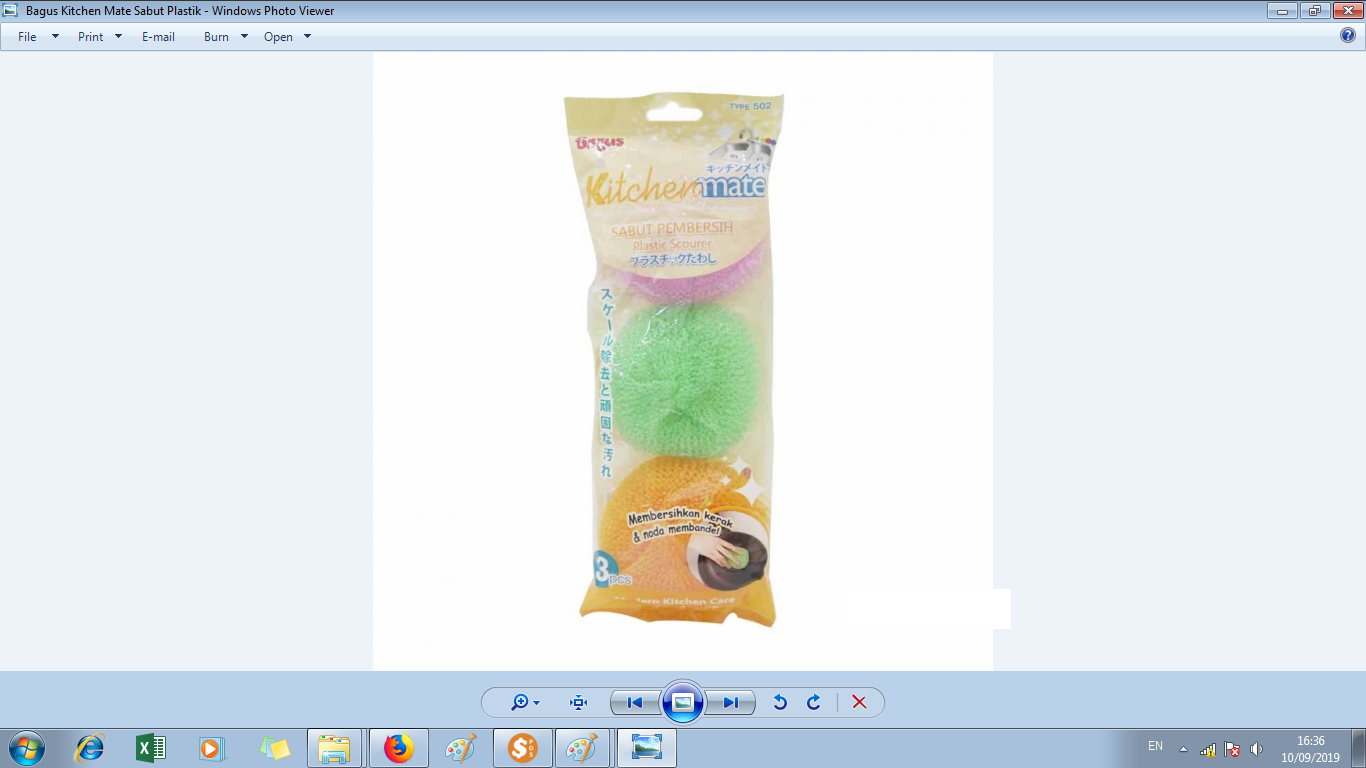 Bagus Kitchen Mate Sabut Plastik - Windows Photo Viewer
File Print E-mail Burn Open
TYPE 502
Bagus
キッチンメイト
Kitchen mate
SABUT PEMBERSIH
Plastic Scourer
プラスチックたわし
スケール除去と頑固な汚れ
Membersihkan kerak
& noda membandel
3 pcs
Kitchen Care
EN
16:36
10/09/2019